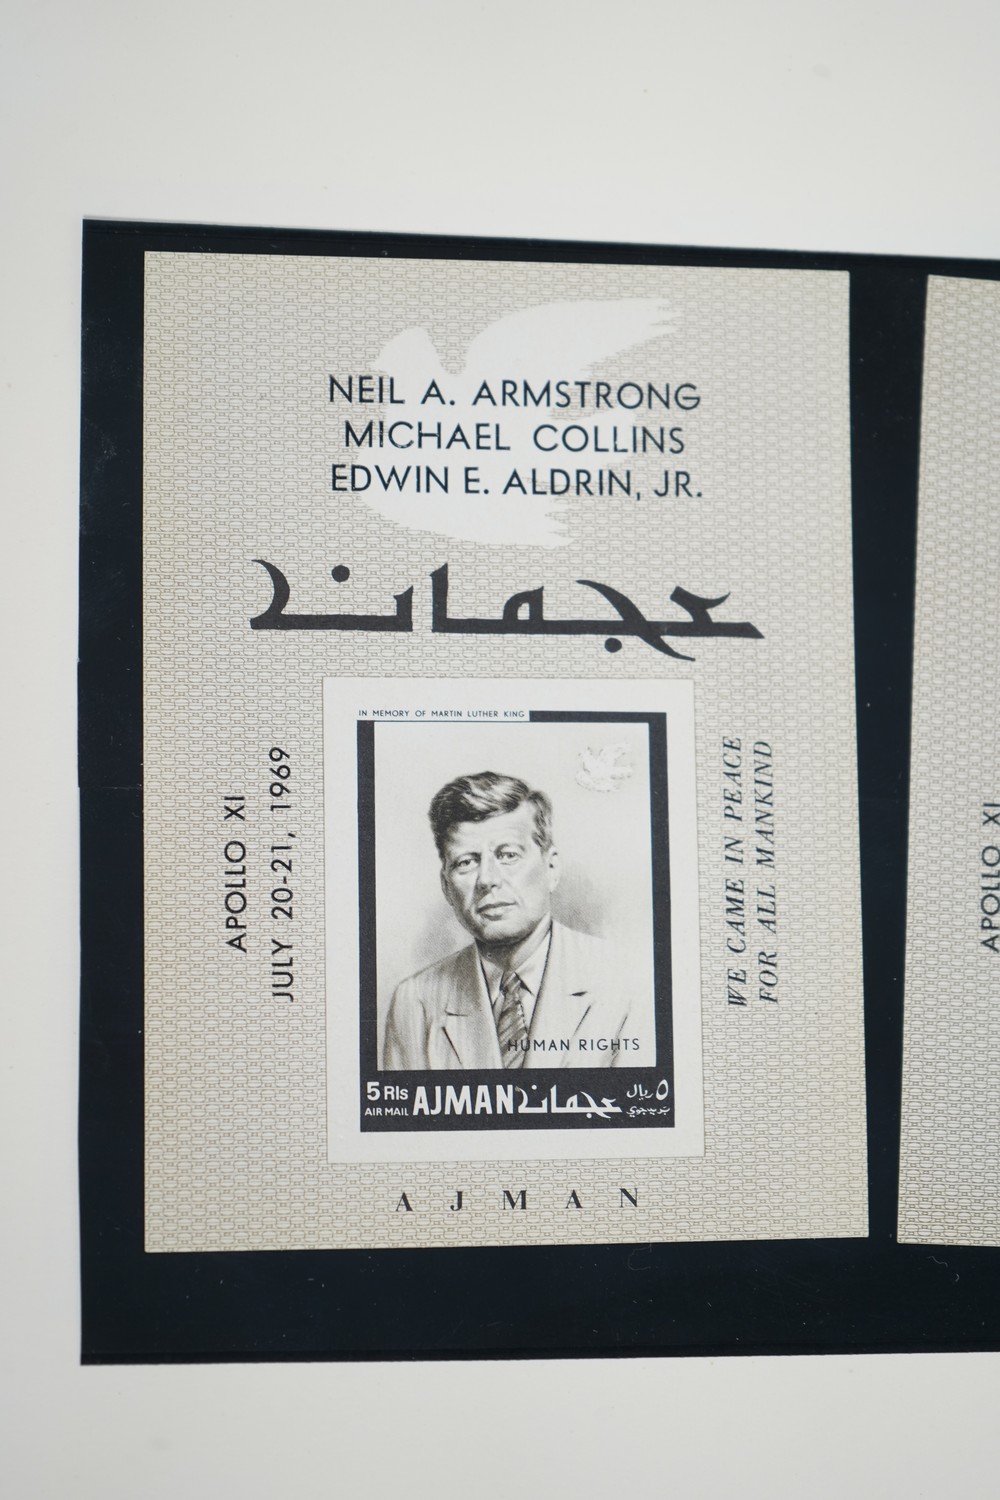 NEIL A. ARMSTRONG
MICHAEL COLLINS
EDWIN E. ALDRIN, JR.
عجمان
APOLLO XI
JULY 20-21, 1969
IN MEMORY OF MARTIN LUTHER KING
HUMAN RIGHTS
5 Rls
AIR MAIL
AJMAN
عجمان
٥ ريال
بريد جوي
WE CAME IN PEACE
FOR ALL MANKIND
AJMAN
APOLLO XI